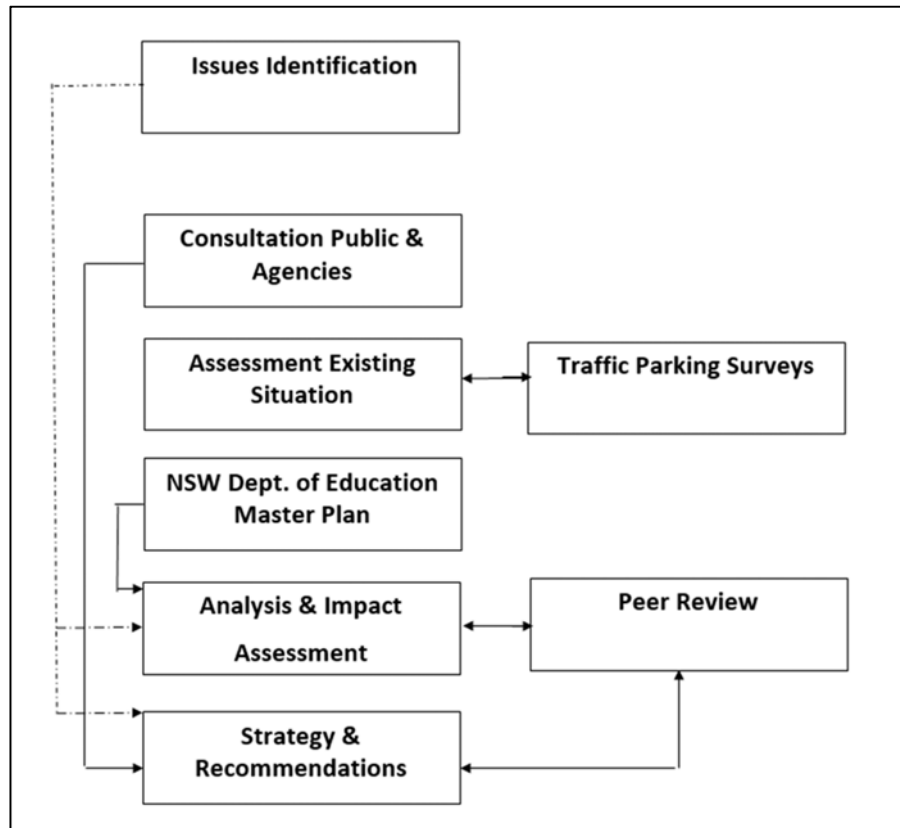 Issues Identification
Consultation Public &
Agencies
Assessment Existing
Situation
Traffic Parking Surveys
NSW Dept. of Education
Master Plan
Analysis & Impact
Assessment
Peer Review
Strategy &
Recommendations